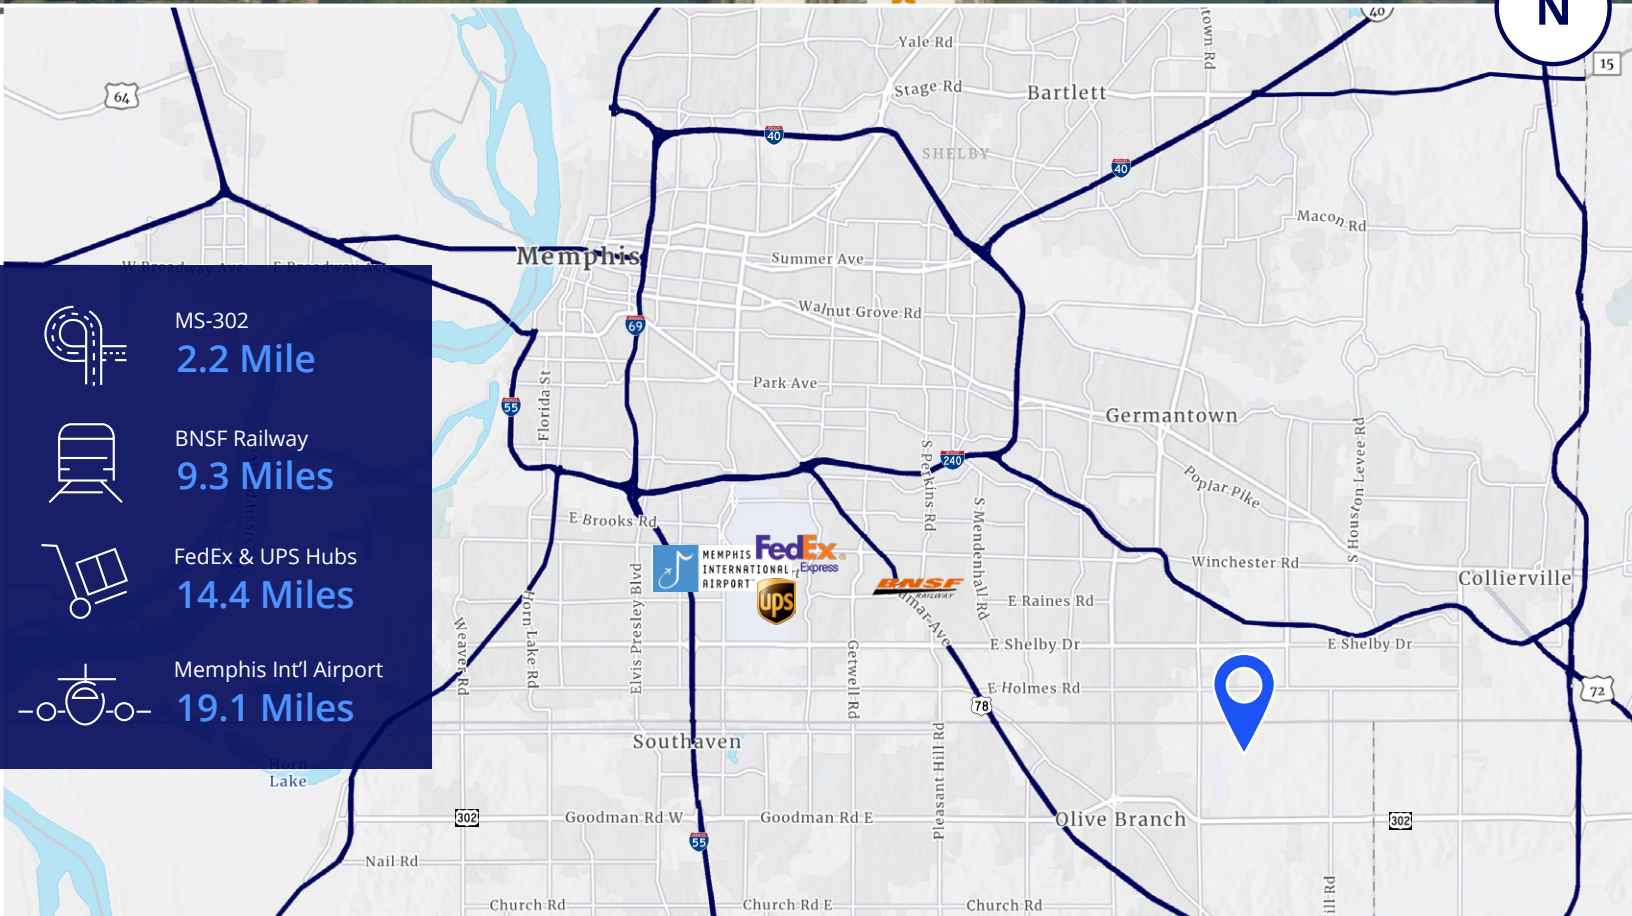 N
40
Yale Rd
15
64
Stage Rd
Bartlett
40
SHELBY
40
Macon Rd
Memphis
Summer Ave
W Broadway Ave
E Broadway Ave
Walnut Grove Rd
69
MS-302
2.2 Mile
Park Ave
Florida St
55
Germantown
BNSF Railway
9.3 Miles
S Perkins Rd
240
Poplar Pike
S Houston Levee Rd
E Brooks Rd
S Mendenhall Rd
MEMPHIS
INTERNATIONAL
AIRPORT
FedEx
Express
ups
BNSF
RAILWAY
Winchester Rd
Collierville
FedEx & UPS Hubs
14.4 Miles
E Raines Rd
Weaver Rd
Horn Lake Rd
Elvis Presley Blvd
Getwell Rd
E Shelby Dr
E Shelby Dr
Memphis Int'l Airport
19.1 Miles
E Holmes Rd
78
72
Southaven
Pleasant Hill Rd
Horn
Lake
302
Goodman Rd W
Goodman Rd E
Olive Branch
302
55
Nail Rd
Church Rd
Church Rd E
Church Rd